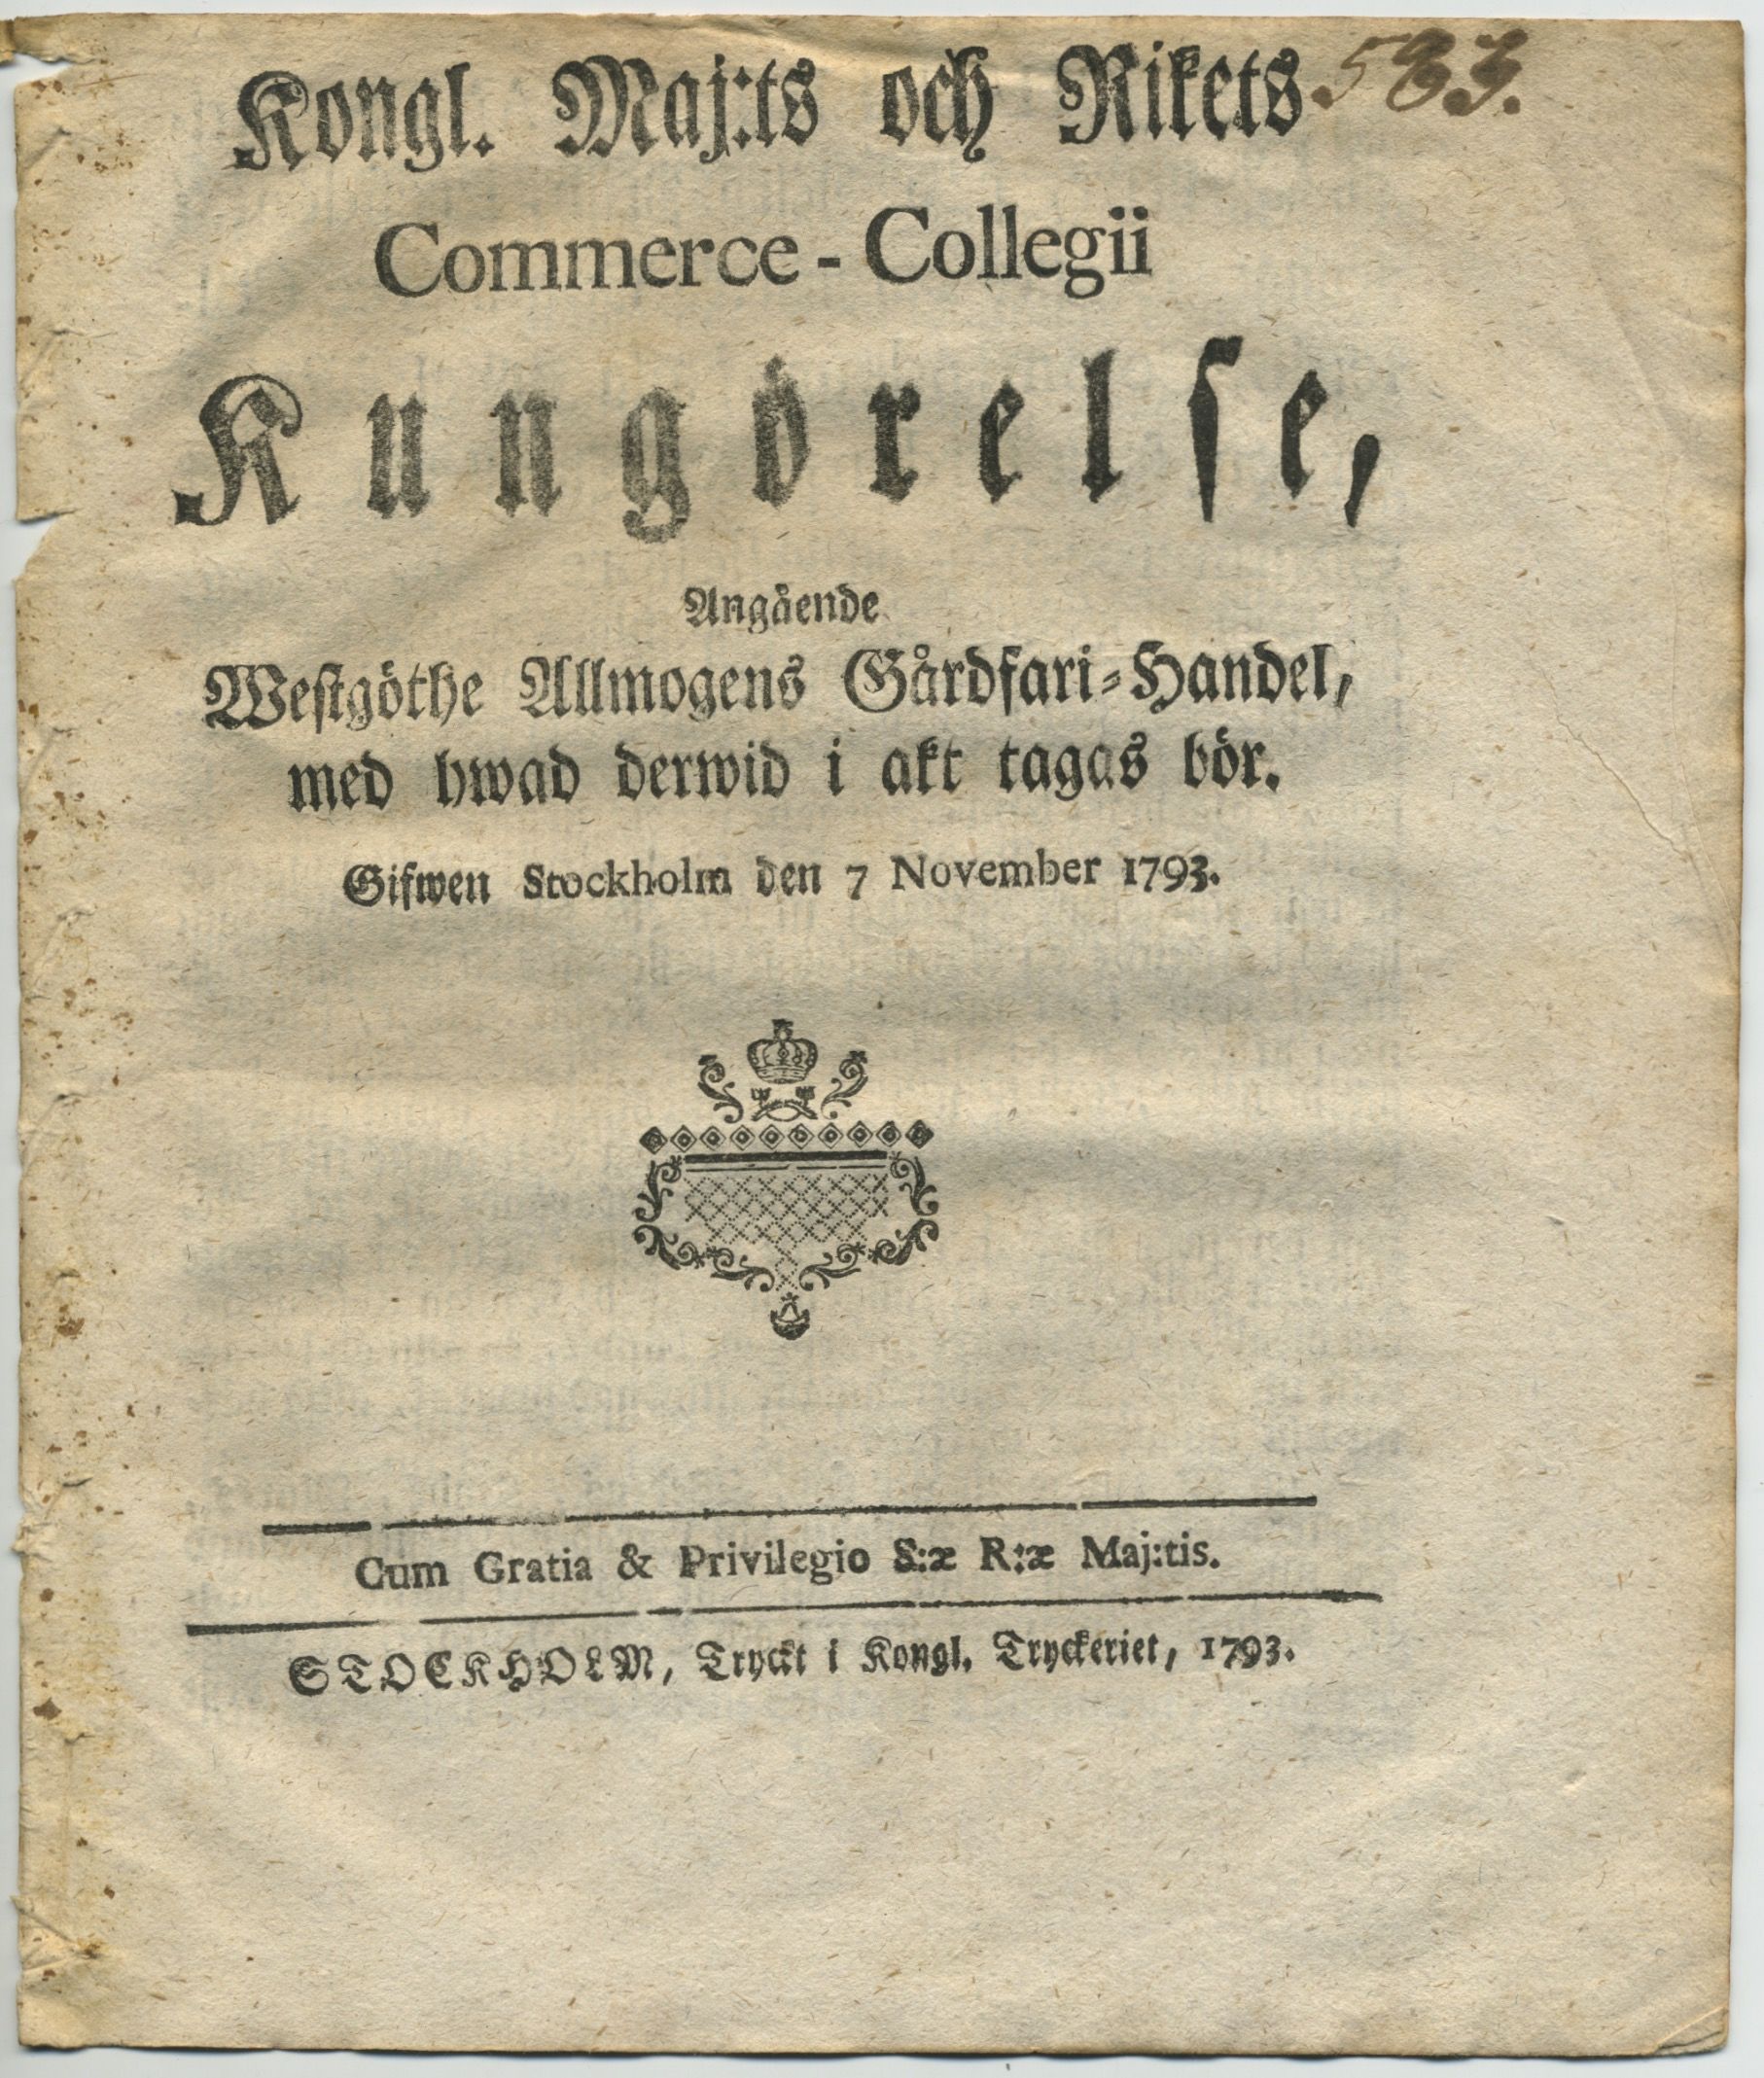 Kongl. Maj:ts och Rikets 583.
Commerce-Collegii
Kungörelse,
Angående
Westgöthe Allmogens Gårdfari-Handel,
med hwad derwid i akt tagas bör.
Gifwen Stockholm den 7 November 1793.
Cum Gratia & Privilegio S:æ R:æ Maj:tis.
STOCKHOLM, Tryckt i Kongl. Tryckeriet, 1793.